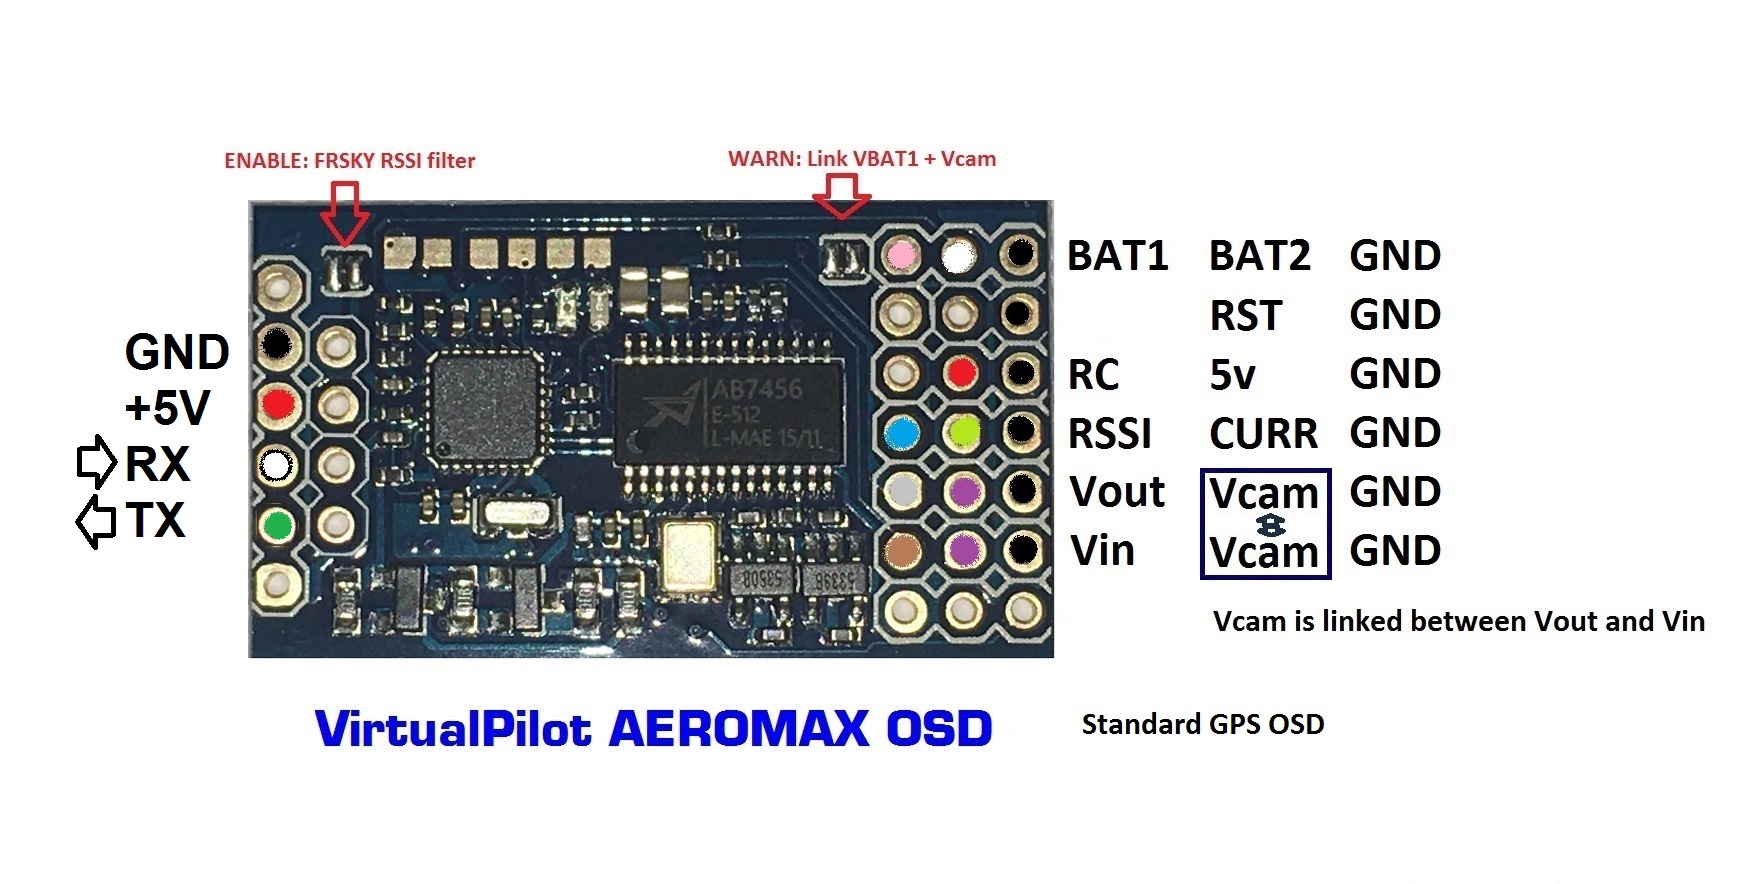 ENABLE: FRSKY RSSI filter
WARN: Link VBAT1 + Vcam
BAT1 BAT2 GND
RST GND
RC 5v GND
RSSI CURR GND
Vout Vcam GND
Vin Vcam GND
Vcam is linked between Vout and Vin
GND
+5V
RX
TX
AB7456
E-512
L-MAE 15/11
5350B
5339B
VirtualPilot AEROMAX OSD
Standard GPS OSD